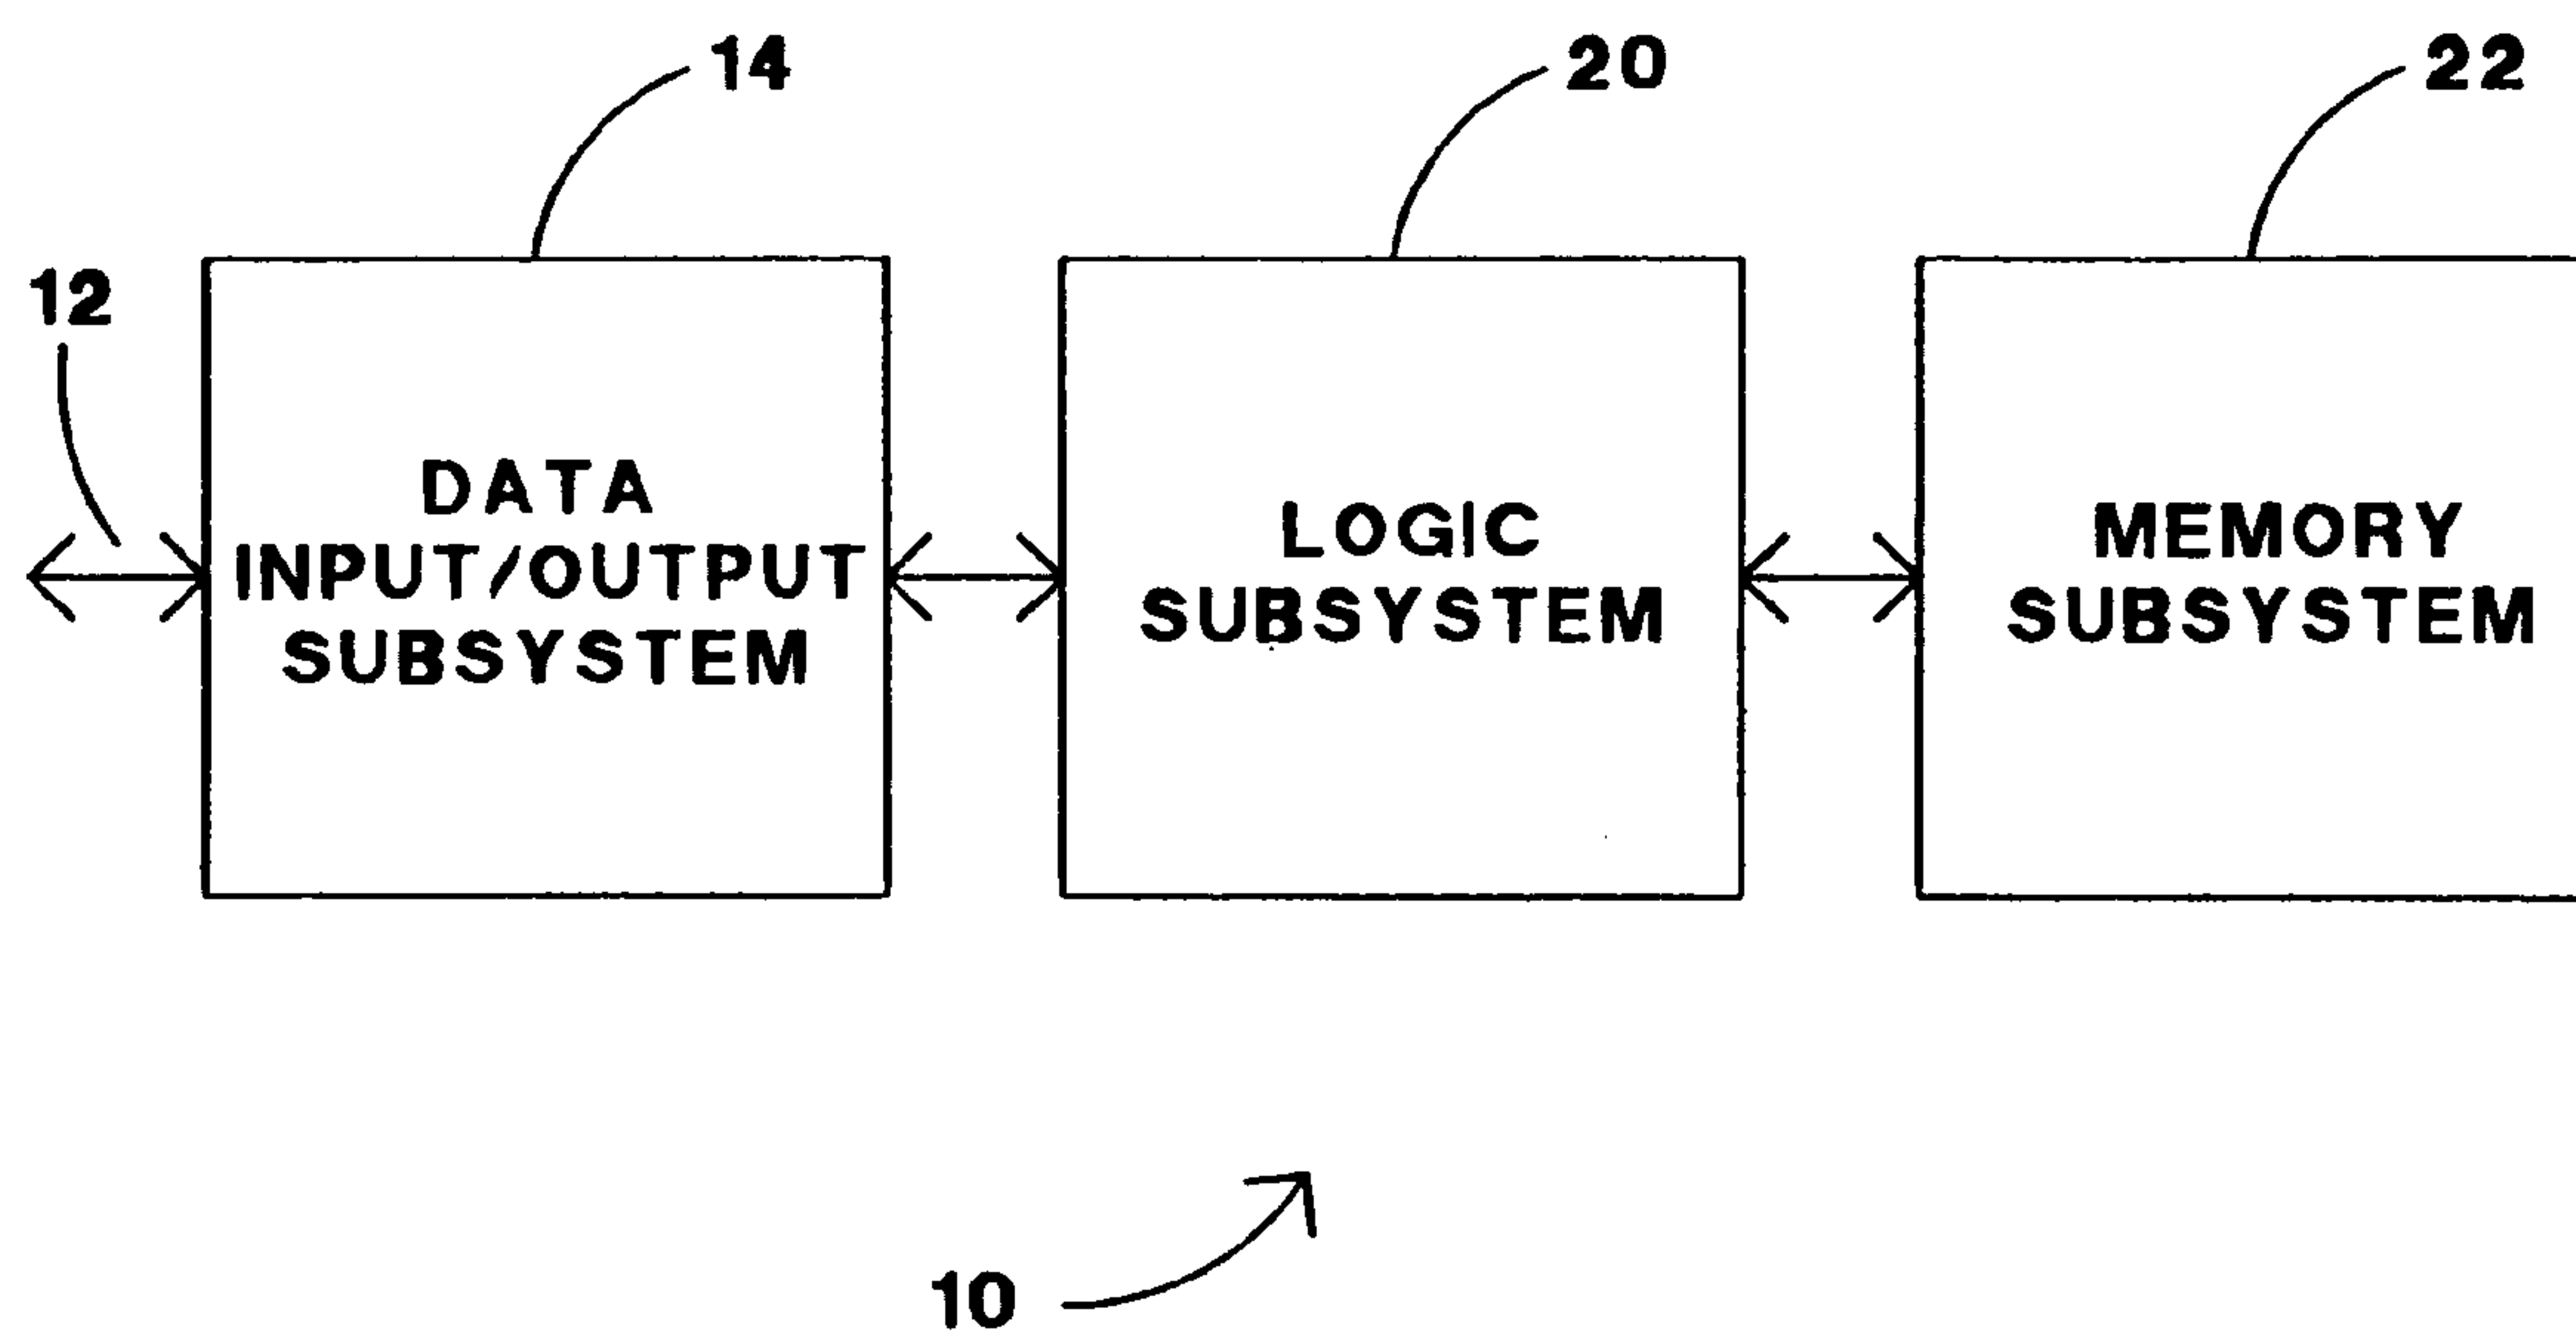 14
20
22
12
DATA
INPUT/OUTPUT
SUBSYSTEM
LOGIC
SUBSYSTEM
MEMORY
SUBSYSTEM
10